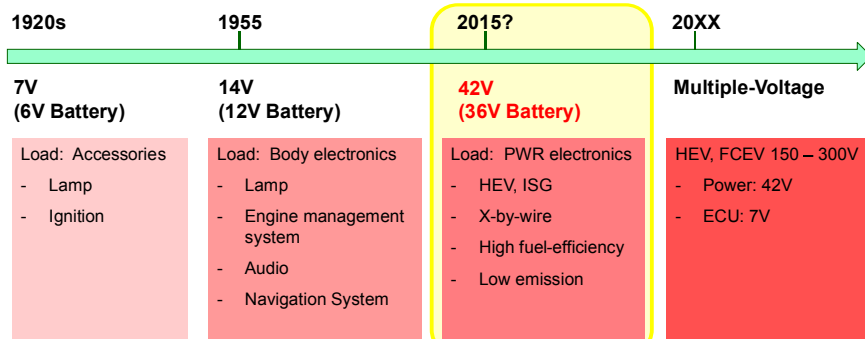 1920s
1955
2015?
20XX
7V
(6V Battery)
14V
(12V Battery)
42V
(36V Battery)
Multiple-Voltage
Load: Accessories
- Lamp
- Ignition
Load: Body electronics
- Lamp
- Engine management
system
- Audio
- Navigation System
Load: PWR electronics
- HEV, ISG
- X-by-wire
- High fuel-efficiency
- Low emission
HEV, FCEV 150 – 300V
- Power: 42V
- ECU: 7V